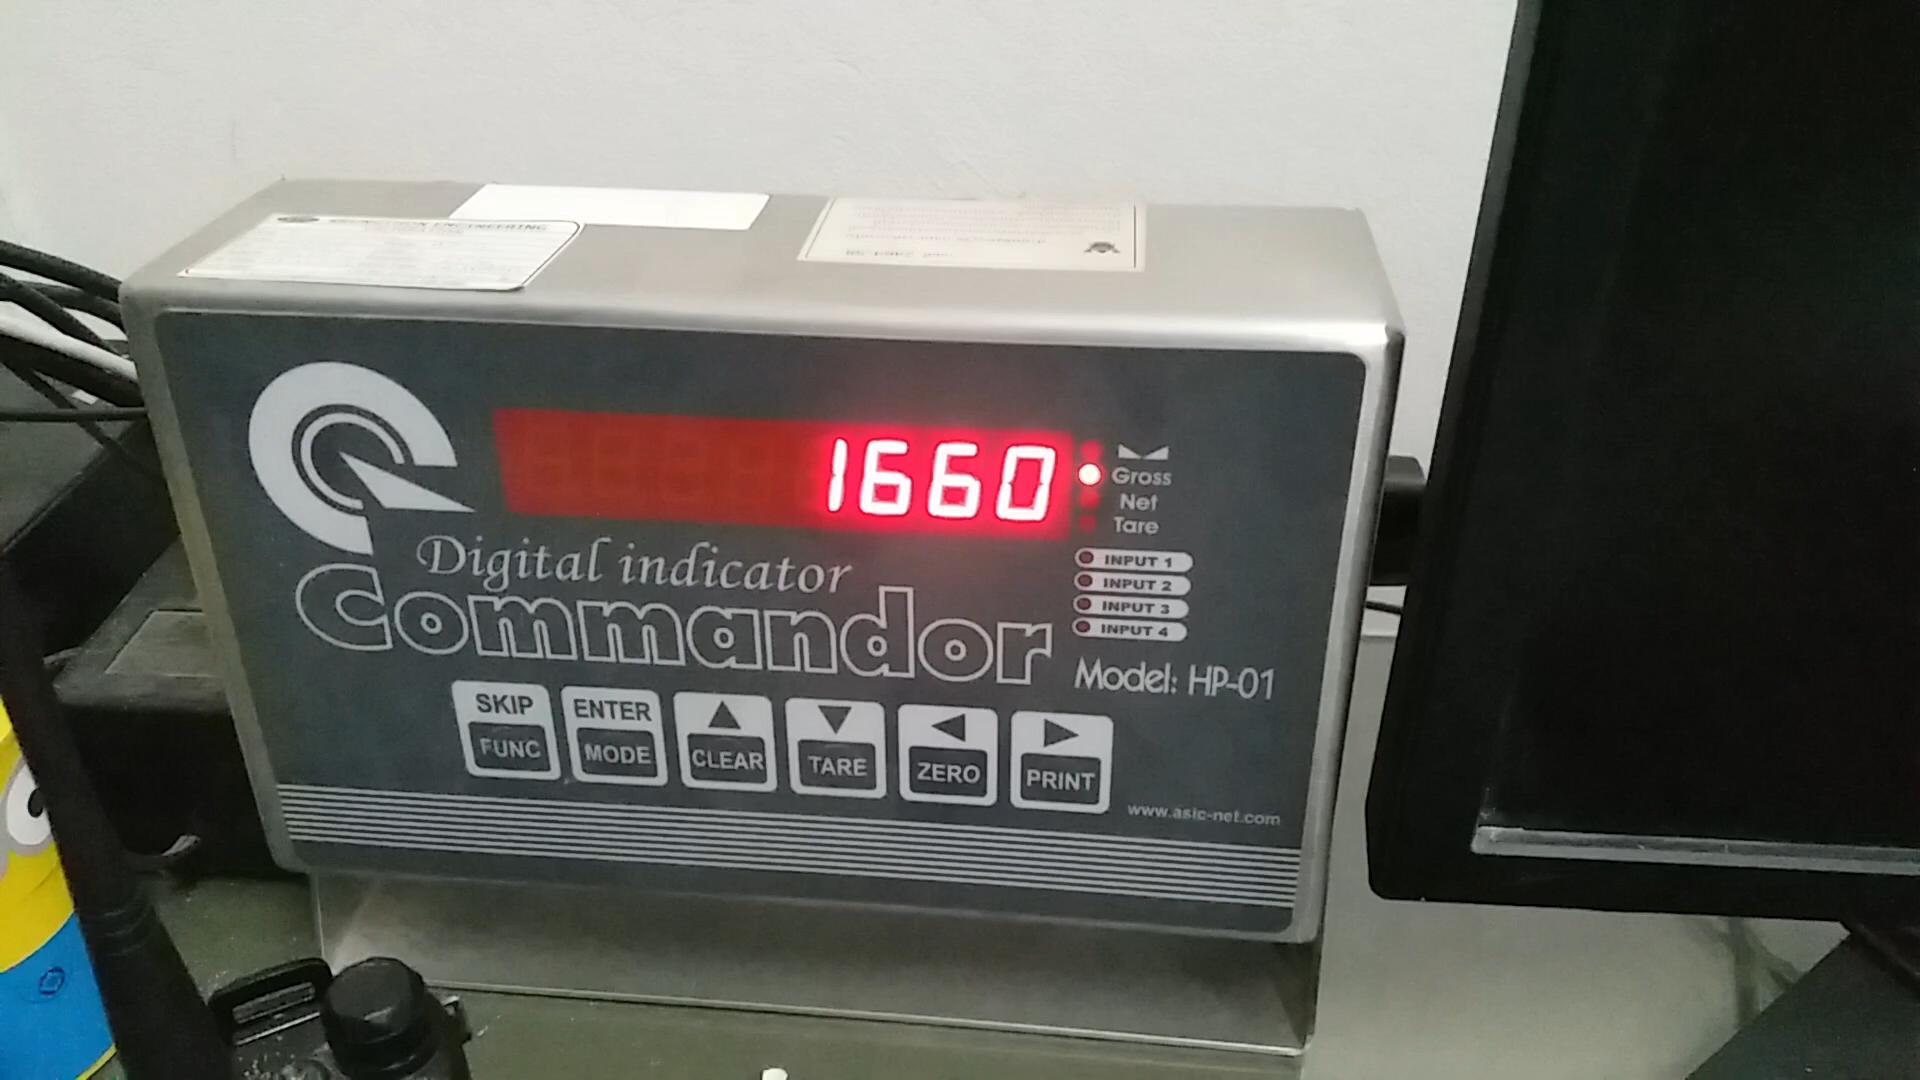 ENGINEERING
1660
Gross
Net
Tare
Digital indicator
Commandor
INPUT 1
INPUT 2
INPUT 3
INPUT 4
Model: HP-01
SKIP ENTER
FUNC MODE CLEAR TARE ZERO PRINT
www.asic-net.com